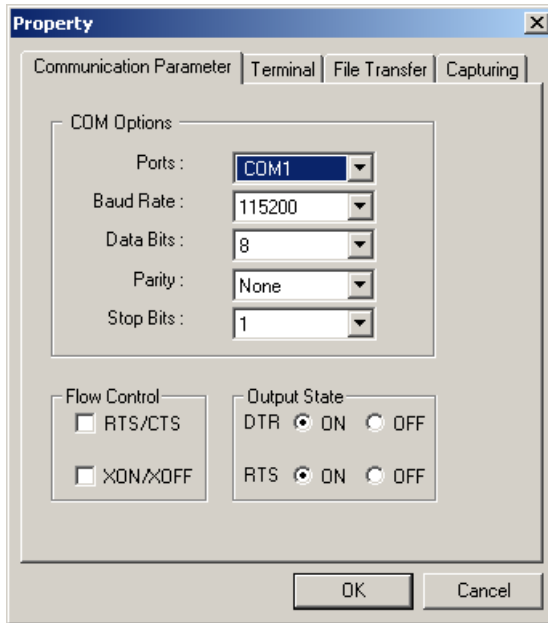 Property
Communication Parameter Terminal File Transfer Capturing
COM Options
Ports : COM1
Baud Rate : 115200
Data Bits : 8
Parity : None
Stop Bits : 1
Flow Control
RTS/CTS
XON/XOFF
Output State
DTR ON OFF
RTS ON OFF
OK Cancel